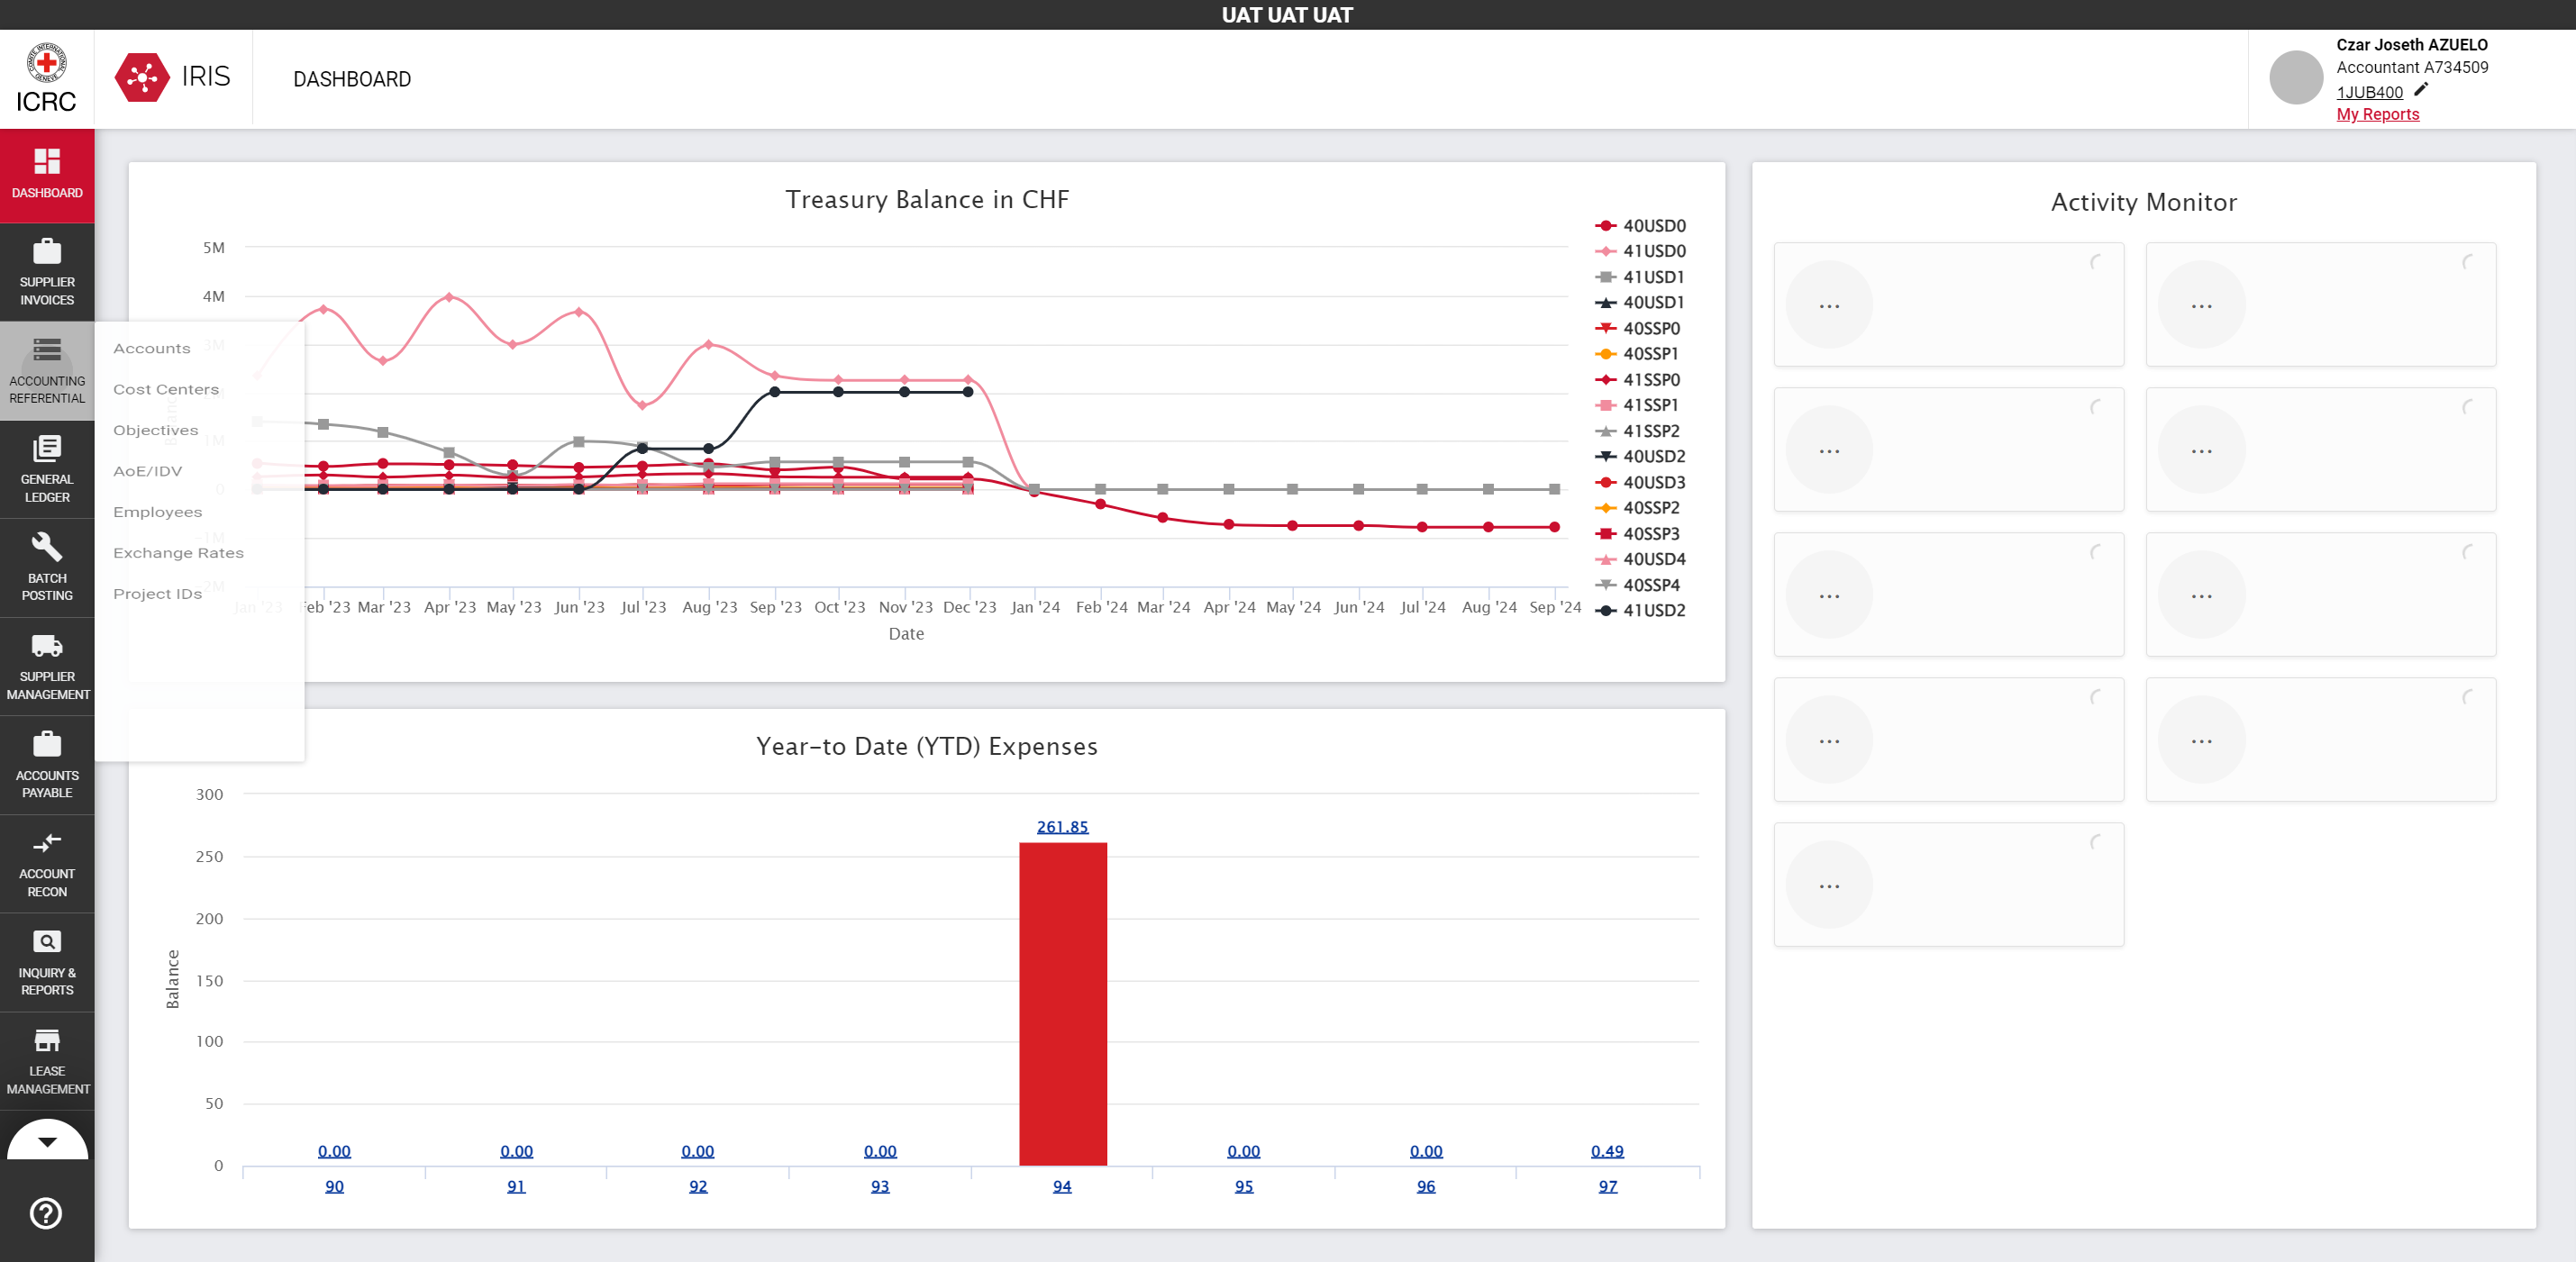 UAT UAT UAT
COMITE INTERNATIONAL GENEVE
ICRC
IRIS
DASHBOARD
Czar Joseth AZUELO
Accountant A734509
1JUB400
My Reports
DASHBOARD
SUPPLIER
INVOICES
ACCOUNTING
REFERENTIAL
GENERAL
LEDGER
BATCH
POSTING
SUPPLIER
MANAGEMENT
ACCOUNTS
PAYABLE
ACCOUNT
RECON
INQUIRY &
REPORTS
LEASE
MANAGEMENT
Accounts
Cost Centers
Objectives
AoE/IDV
Employees
Exchange Rates
Project IDs
Treasury Balance in CHF
5M
4M
3M
1M
0
-1M
-2M
Balance
Jan '23 Feb '23 Mar '23 Apr '23 May '23 Jun '23 Jul '23 Aug '23 Sep '23 Oct '23 Nov '23 Dec '23 Jan '24 Feb '24 Mar '24 Apr '24 May '24 Jun '24 Jul '24 Aug '24 Sep '24
Date
40USD0
41USD0
41USD1
40USD1
40SSP0
40SSP1
41SSP0
41SSP1
41SSP2
40USD2
40USD3
40SSP2
40SSP3
40USD4
40SSP4
41USD2
Year-to Date (YTD) Expenses
300
250
200
150
100
50
0
Balance
261.85
0.00 0.00 0.00 0.00 0.00 0.00 0.49
90 91 92 93 94 95 96 97
Activity Monitor
... ...
... ...
... ...
... ...
...